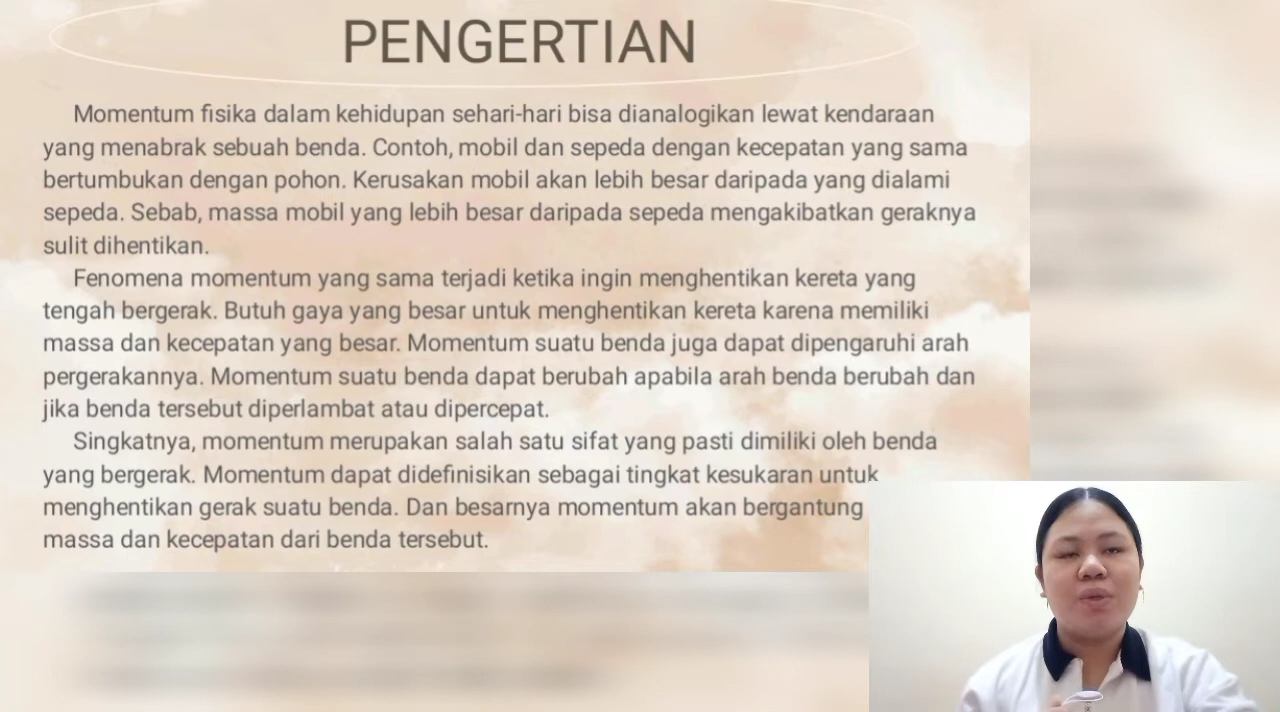 PENGERTIAN
Momentum fisika dalam kehidupan sehari-hari bisa dianalogikan lewat kendaraan
yang menabrak sebuah benda. Contoh, mobil dan sepeda dengan kecepatan yang sama
bertumbukan dengan pohon. Kerusakan mobil akan lebih besar daripada yang dialami
sepeda. Sebab, massa mobil yang lebih besar daripada sepeda mengakibatkan geraknya
sulit dihentikan.
Fenomena momentum yang sama terjadi ketika ingin menghentikan kereta yang
tengah bergerak. Butuh gaya yang besar untuk menghentikan kereta karena memiliki
massa dan kecepatan yang besar. Momentum suatu benda juga dapat dipengaruhi arah
pergerakannya. Momentum suatu benda dapat berubah apabila arah benda berubah dan
jika benda tersebut diperlambat atau dipercepat.
Singkatnya, momentum merupakan salah satu sifat yang pasti dimiliki oleh benda
yang bergerak. Momentum dapat didefinisikan sebagai tingkat kesukaran untuk
menghentikan gerak suatu benda. Dan besarnya momentum akan bergantung
massa dan kecepatan dari benda tersebut.